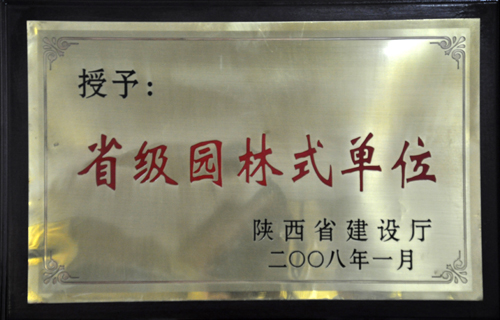 授予：
省级园林式单位
陕西省建设厅
二〇〇八年一月